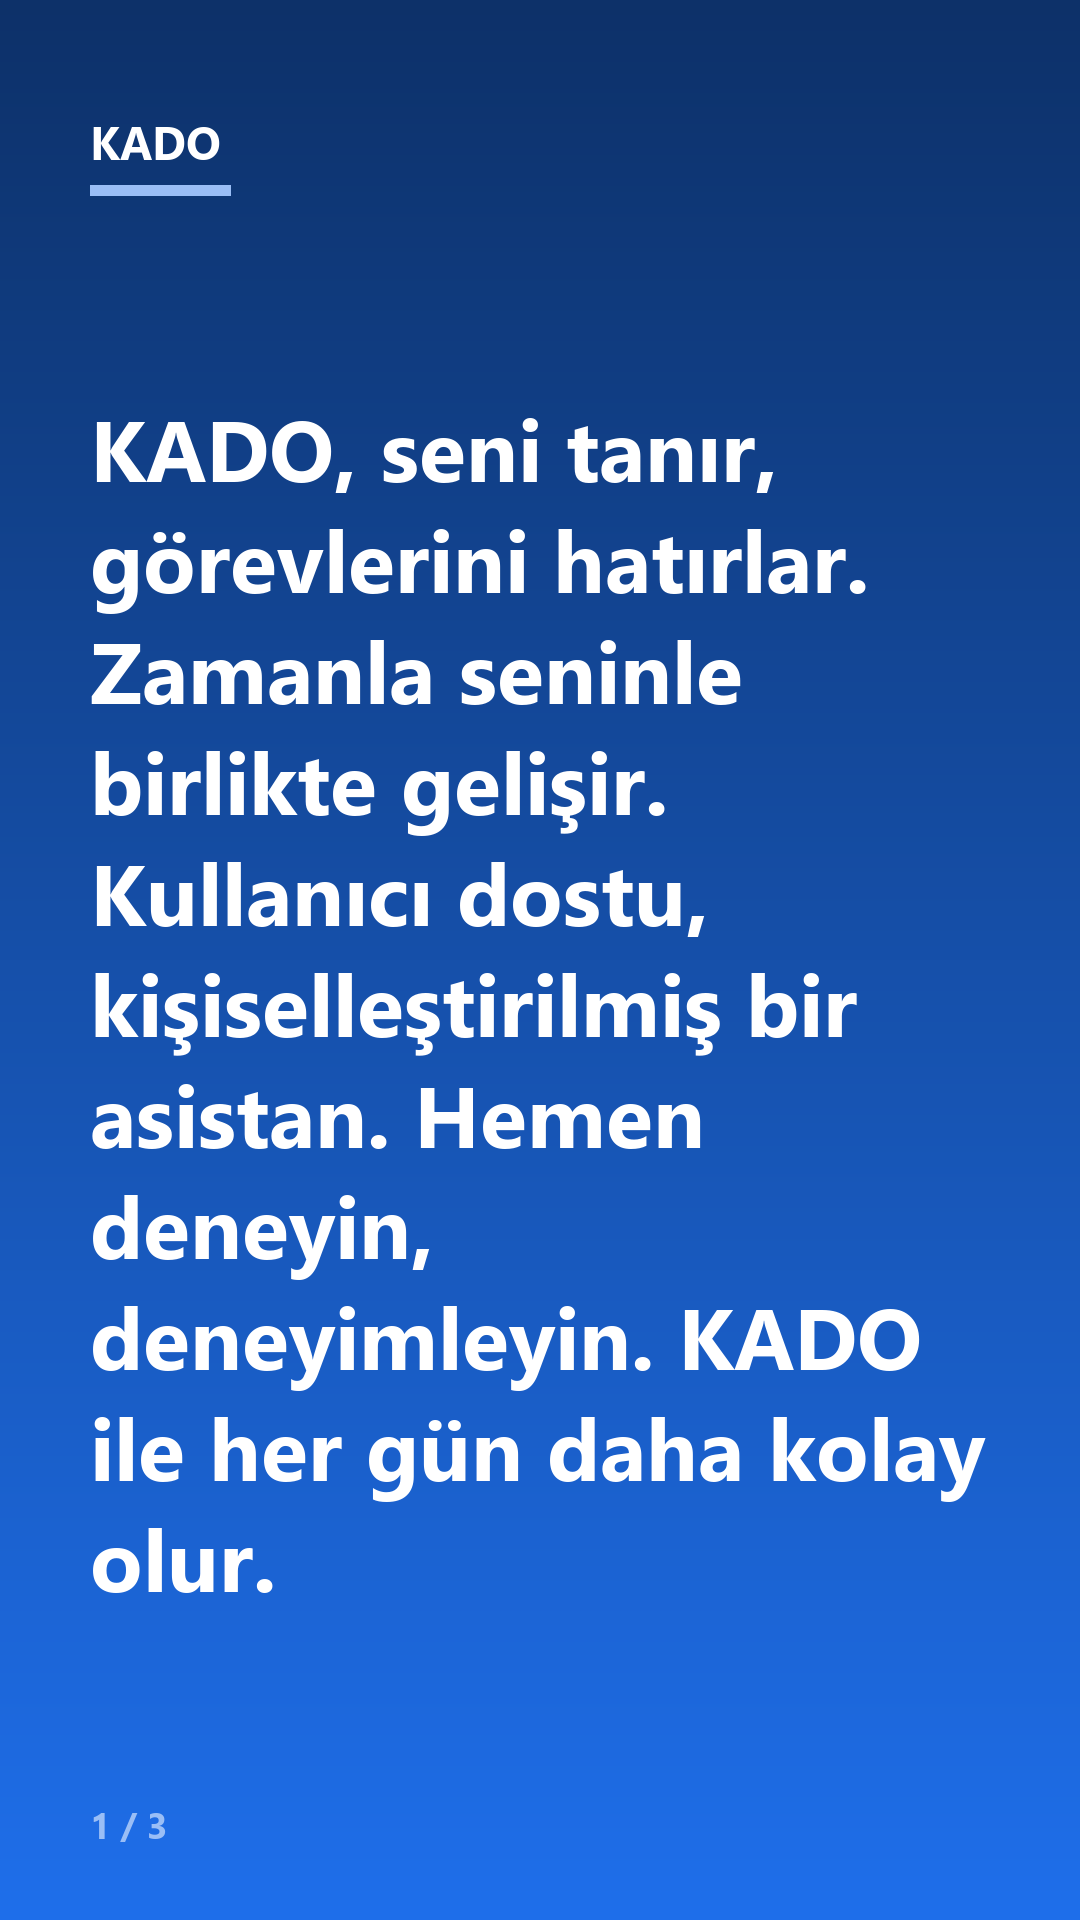 KADO
KADO, seni tanır,
görevlerini hatırlar.
Zamanla seninle
birlikte gelişir.
Kullanıcı dostu,
kişiselleştirilmiş bir
asistan. Hemen
deneyin,
deneyimleyin. KADO
ile her gün daha kolay
olur.
1 / 3